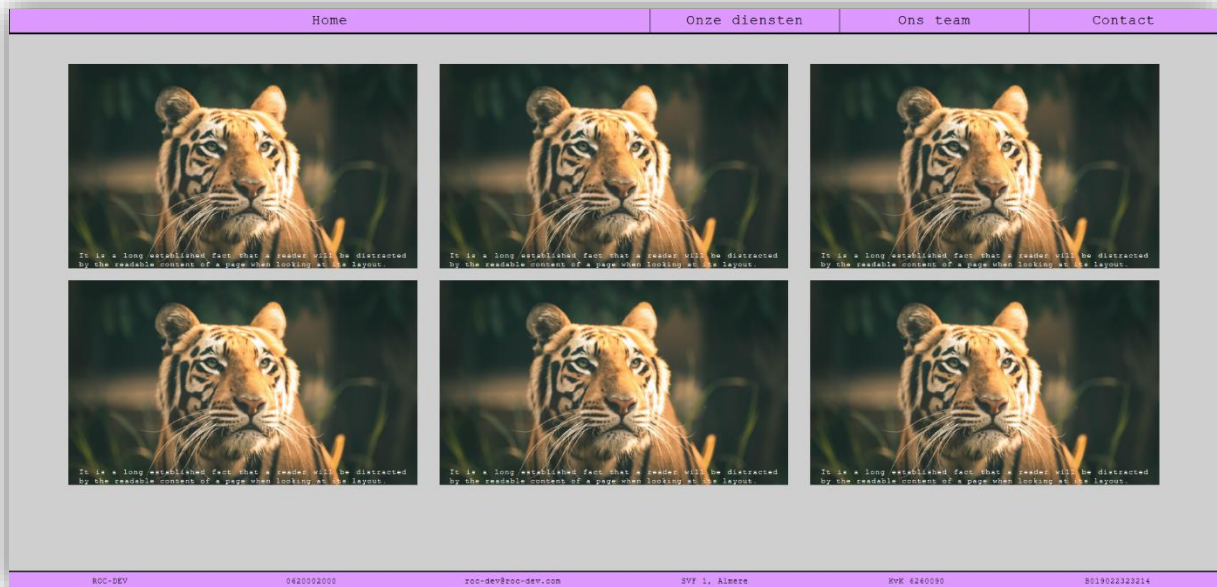 Home
Onze diensten
Ons team
Contact
It is a long established fact that a reader will be distracted
by the readable content of a page when looking at its layout.
It is a long established fact that a reader will be distracted
by the readable content of a page when looking at its layout.
It is a long established fact that a reader will be distracted
by the readable content of a page when looking at its layout.
It is a long established fact that a reader will be distracted
by the readable content of a page when looking at its layout.
It is a long established fact that a reader will be distracted
by the readable content of a page when looking at its layout.
It is a long established fact that a reader will be distracted
by the readable content of a page when looking at its layout.
ROC-DEV
0620002000
roc-dev@roc-dev.com
SVF 1, Almere
KvK 6260090
B019022323214